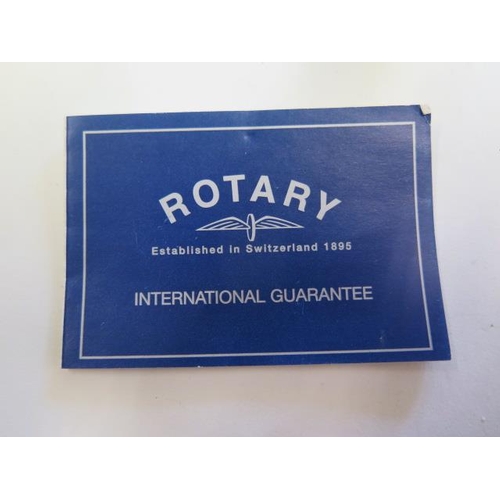 ROTARY
Established in Switzerland 1895
INTERNATIONAL GUARANTEE